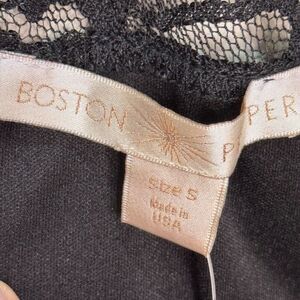 BOSTON PER
P
size S
Made in
USA